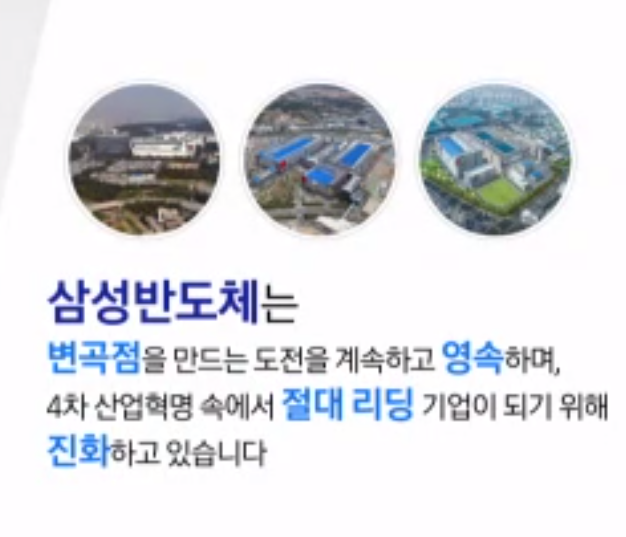 삼성반도체는
변곡점을 만드는 도전을 계속하고 영속하며,
4차 산업혁명 속에서 절대 리딩 기업이 되기 위해
진화하고 있습니다